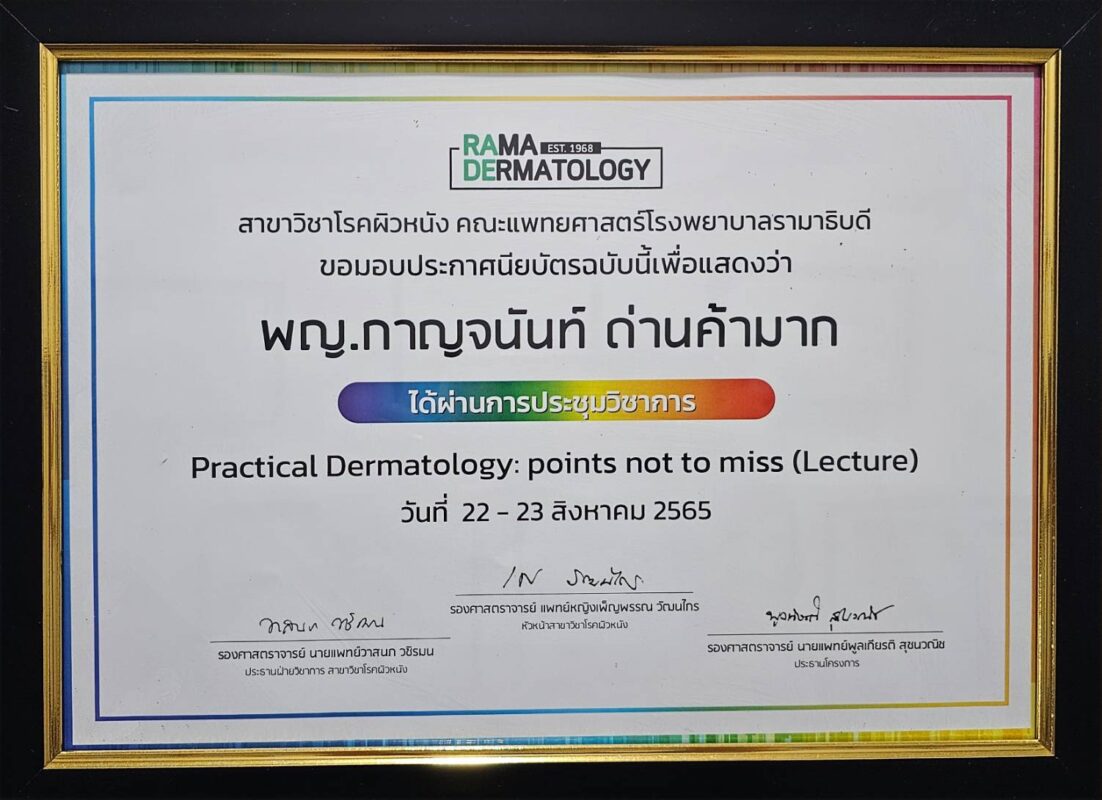 RAMA EST. 1968
DERMATOLOGY
สาขาวิชาโรคผิวหนัง คณะแพทยศาสตร์โรงพยาบาลรามาธิบดี
ขอมอบประกาศนียบัตรฉบับนี้เพื่อแสดงว่า
พญ.กาญจนันท์ ด่านค้ามาก
ได้ผ่านการประชุมวิชาการ
Practical Dermatology: points not to miss (Lecture)
วันที่ 22 - 23 สิงหาคม 2565
รองศาสตราจารย์ แพทย์หญิงเพ็ญพรรณ วัฒนไกร
หัวหน้าสาขาวิชาโรคผิวหนัง
รองศาสตราจารย์ นายแพทย์วาสนภ วชิรมน
ประธานฝ่ายวิชาการ สาขาวิชาโรคผิวหนัง
รองศาสตราจารย์ นายแพทย์พูลเกียรติ สุชนวณิช
ประธานโครงการ